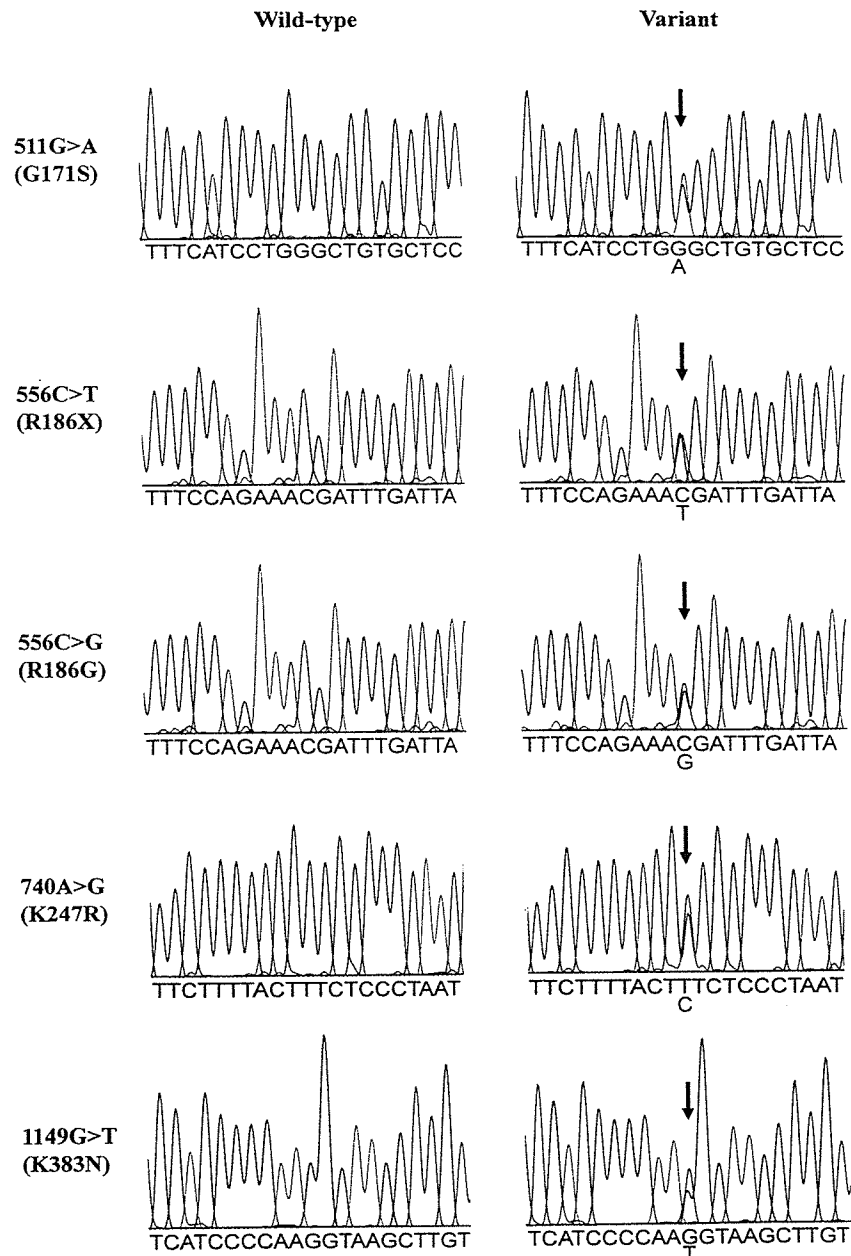 Wild-type Variant
511G>A
(G171S)
TTTCATCCTGGGCTGTGCTCC TTTCATCCTGGGCTGTGCTCC
A
556C>T
(R186X)
TTTCCAGAAACGATTTGATTA TTTCCAGAAACGATTTGATTA
T
556C>G
(R186G)
TTTCCAGAAACGATTTGATTA TTTCCAGAAACGATTTGATTA
G
740A>G
(K247R)
TTCTTTTACTTTCTCCCTAAT TTCTTTTACTTTCTCCCTAAT
C
1149G>T
(K383N)
TCATCCCCAAGGTAAGCTTGT TCATCCCCAAGGTAAGCTTGT
T